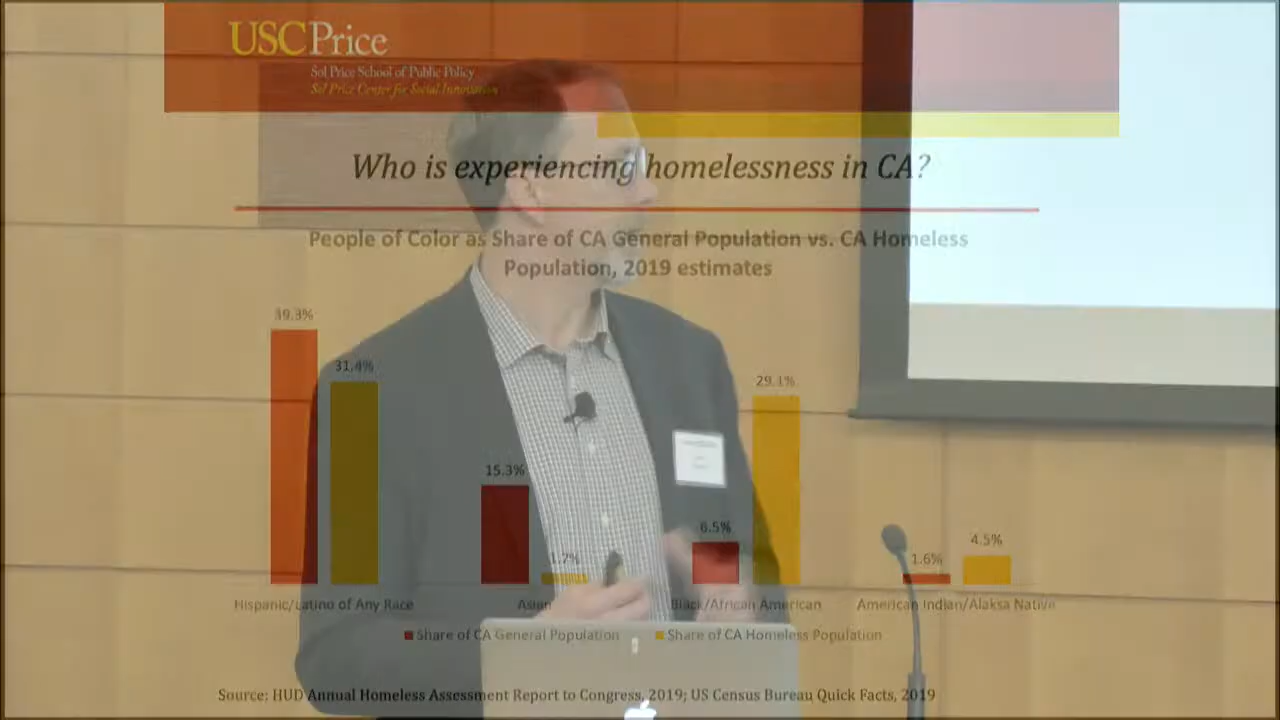 USC Price
Sol Price School of Public Policy
Sol Price Center for Social Innovation
Who is experiencing homelessness in CA?
People of Color as Share of CA General Population vs. CA Homeless
Population, 2019 estimates
39.3%
31.4%
15.3%
1.7%
6.5%
29.1%
1.6%
4.5%
Hispanic/Latino of Any Race
Asian
Black/African American
American Indian/Alaksa Native
Share of CA General Population
Share of CA Homeless Population
Source: HUD Annual Homeless Assessment Report to Congress, 2019; US Census Bureau Quick Facts, 2019